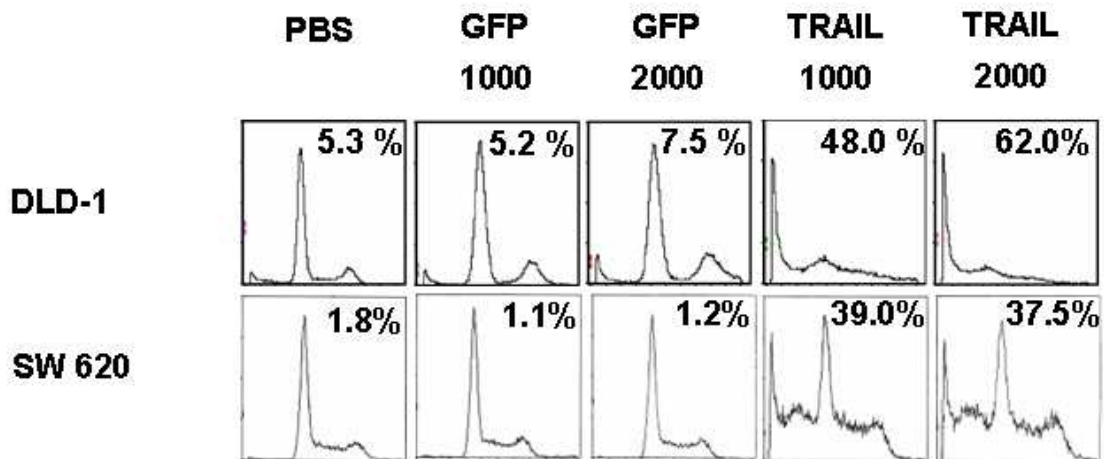 PBS GFP GFP TRAIL TRAIL
1000 2000 1000 2000
DLD-1 5.3 % 5.2 % 7.5 % 48.0 % 62.0%
SW 620 1.8% 1.1% 1.2% 39.0% 37.5%